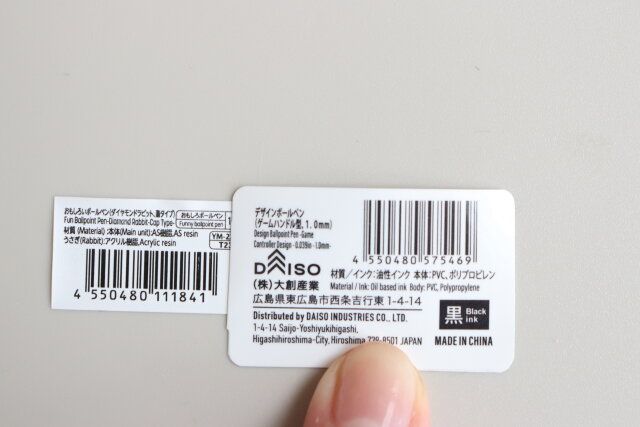 おもしろいボールペン(ダイヤモンドラビット、蓋タイプ)
Fun Ballpoint Pen-Diamond Rabbit-Cap Type-
おもしろボールペン
Funny ballpoint pen
材質 (Material) :本体(Main unit):AS樹脂,AS resin
うさぎ(Rabbit):アクリル樹脂,Acrylic resin
YM-2
4 550480 111841
デザインボールペン
(ゲームハンドル型,1.0mm)
Design Ballpoint Pen -Game
Controller Design - 0.039in -1.0mm-
4 550480 575469
DAISO
材質/インク:油性インク 本体:PVC、ポリプロピレン
Material / Ink: Oil based ink Body: PVC, Polypropylene
(株)大創産業
広島県東広島市西条吉行東1-4-14
Distributed by DAISO INDUSTRIES CO., LTD.
1-4-14 Saijo-Yoshiyukihigashi,
Higashihiroshima-City, Hiroshima 739-8501 JAPAN
黒 Black ink
MADE IN CHINA